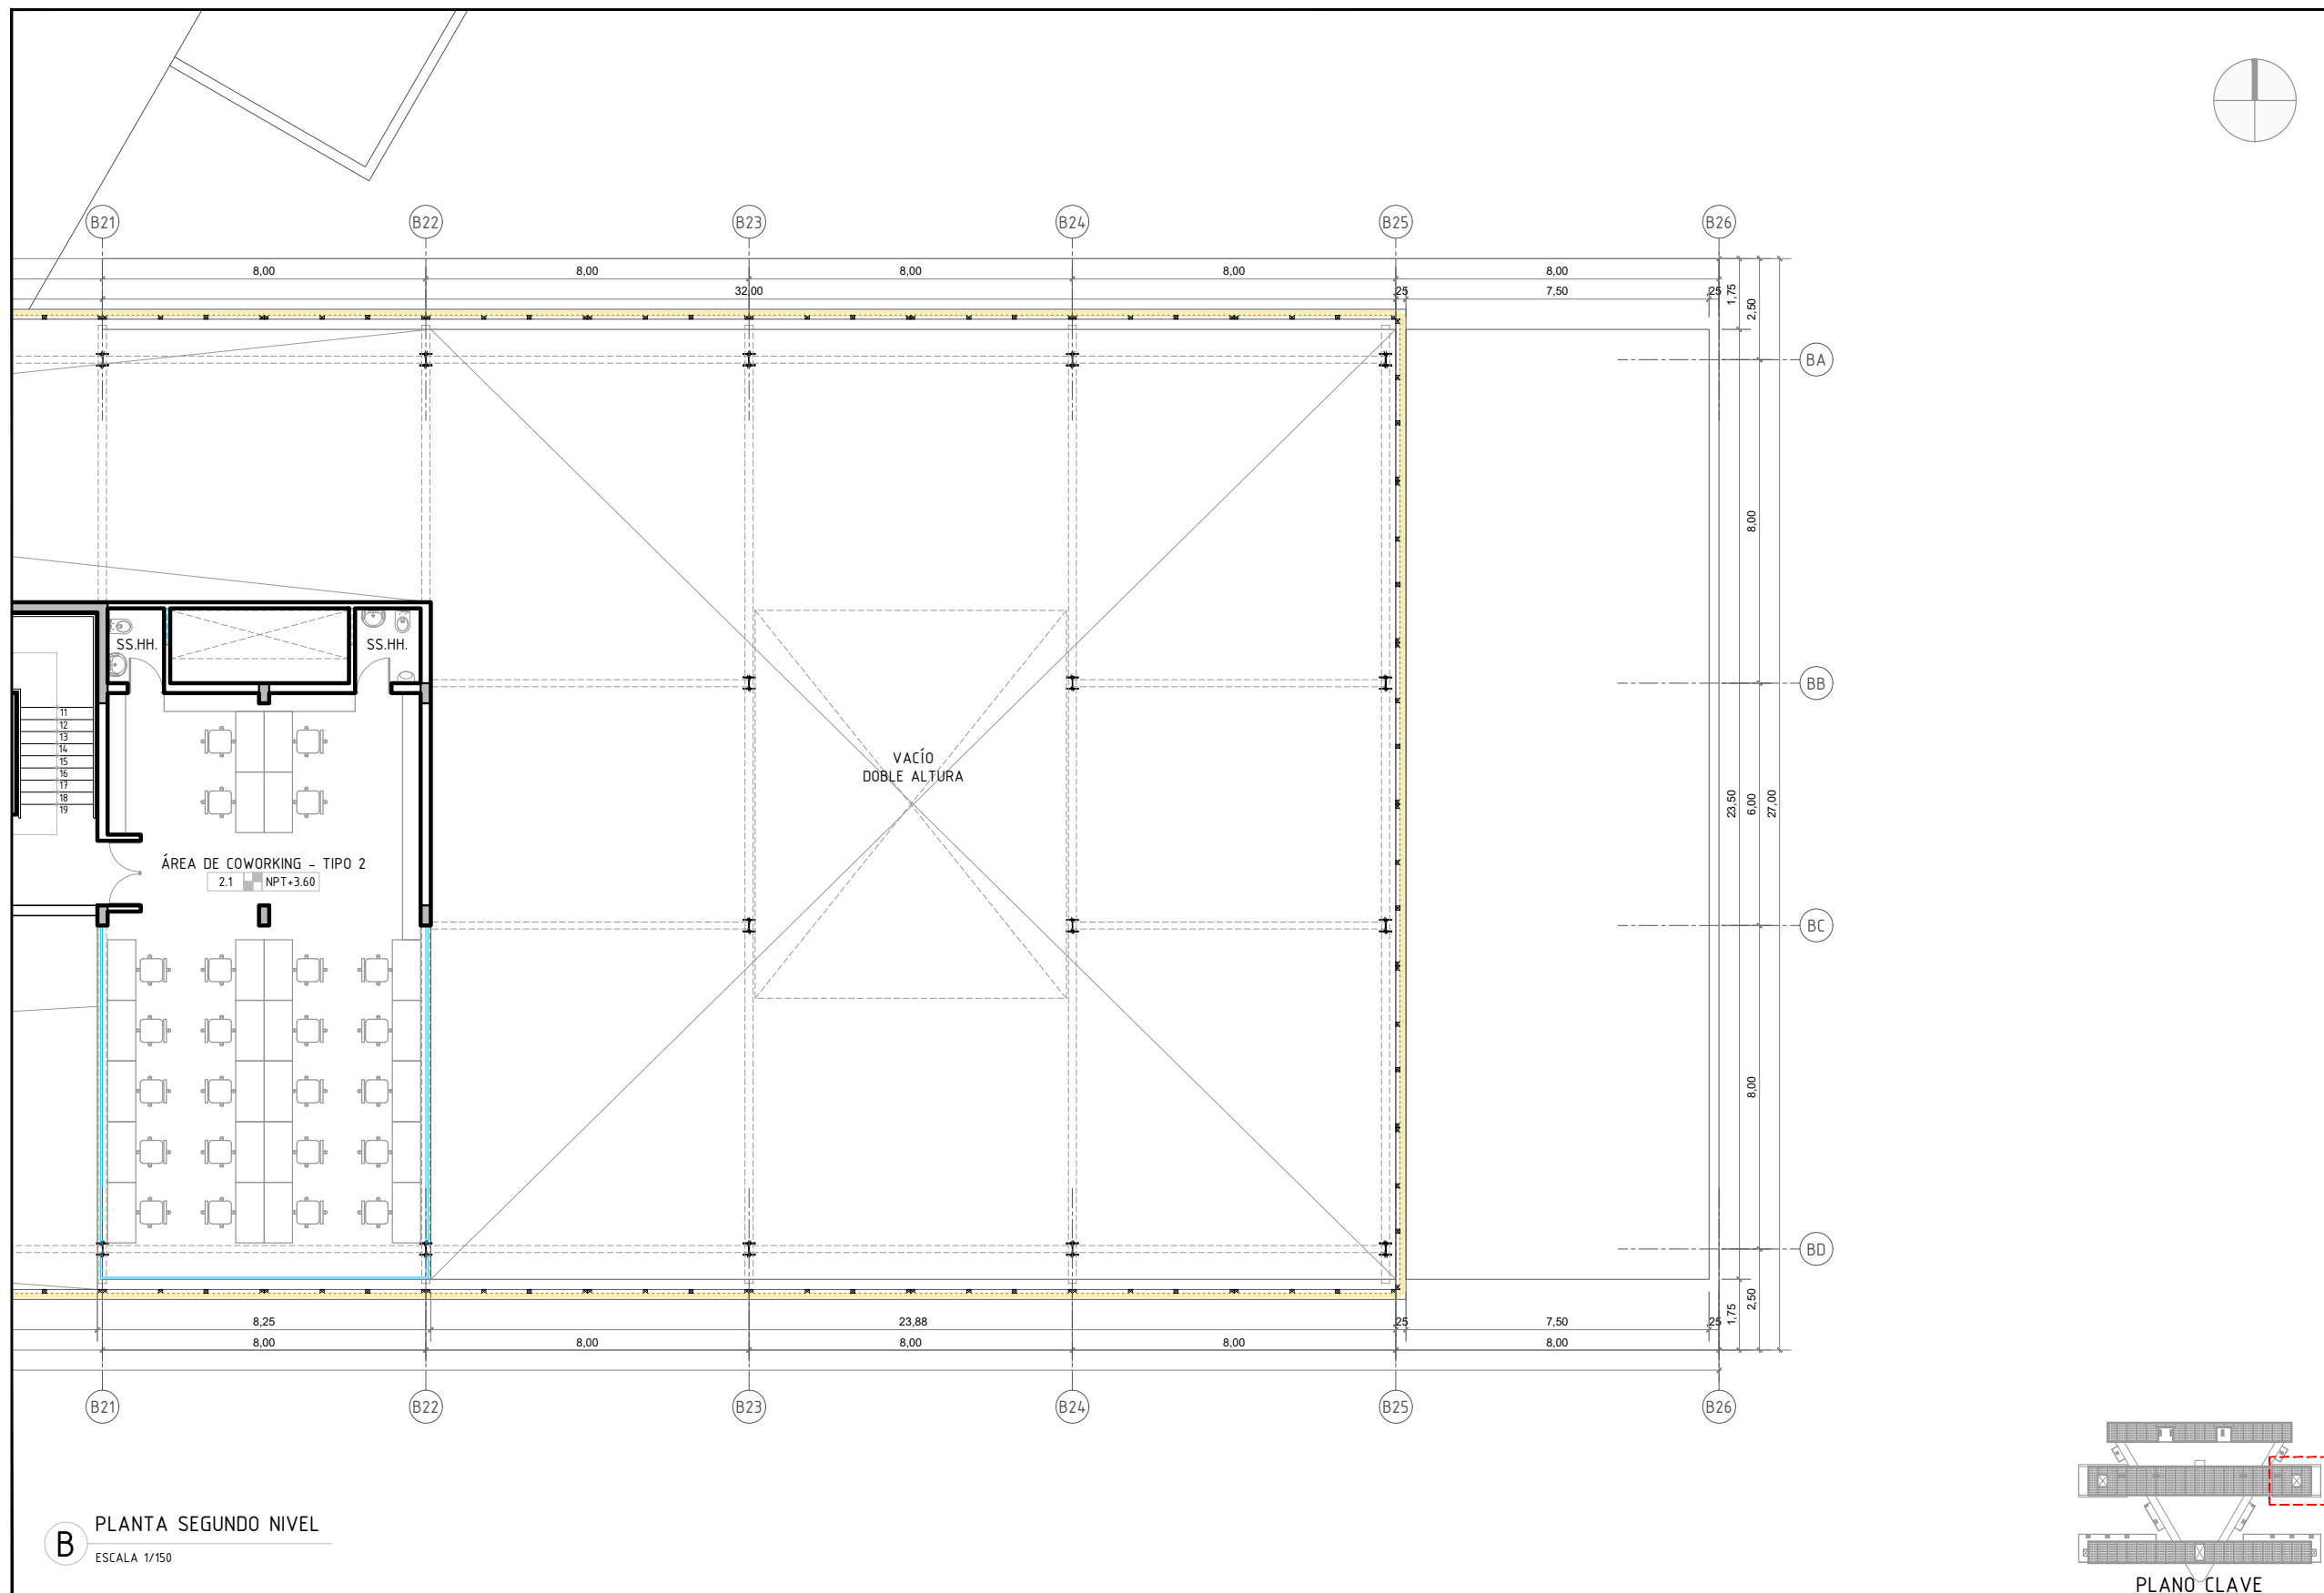 B21 B22 B23 B24 B25 B26
8,00 8,00 8,00 8,00 8,00
32,00 ,25 7,50 ,25
1,75 2,50
BA
8,00
SS.HH. SS.HH.
BB
11
12
13
14
15
16
17
18
19
VACÍO
DOBLE ALTURA
23,50 6,00 27,00
ÁREA DE COWORKING - TIPO 2
2.1 NPT+3.60
BC
8,00
BD
1,75 2,50
8,25 23,88 ,25 7,50 ,25
8,00 8,00 8,00 8,00 8,00
B21 B22 B23 B24 B25 B26
B PLANTA SEGUNDO NIVEL
ESCALA 1/150
PLANO CLAVE